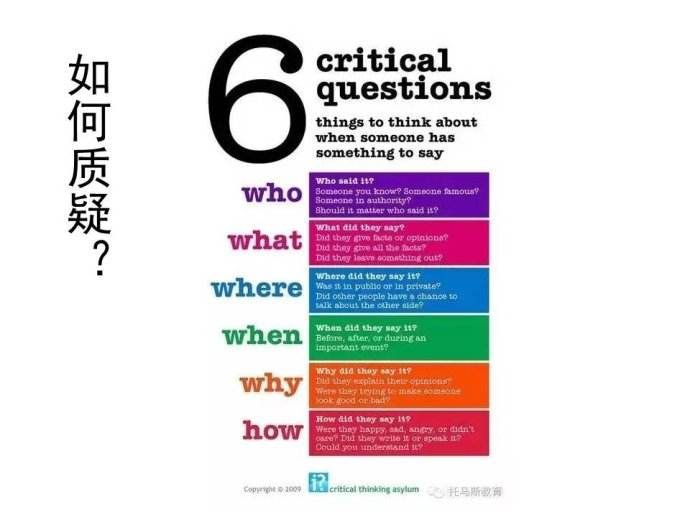 如何质疑？
6
critical
questions
things to think about
when someone has
something to say
who
Who said it?
Someone you know? Someone famous?
Someone in authority?
Should it matter who said it?
what
What did they say?
Did they give facts or opinions?
Did they give all the facts?
Did they leave something out?
where
Where did they say it?
Was it in public or in private?
Did other people have a chance to
talk about the other side?
when
When did they say it?
Before, after, or during an
important event?
why
Why did they say it?
Did they explain their opinions?
Were they trying to make someone
look good or bad?
how
How did they say it?
Were they happy, sad, angry, or didn't
care? Did they write it or speak it?
Could you understand it?
Copyright © 2009
i?
critical thinking asylum
托马斯教育